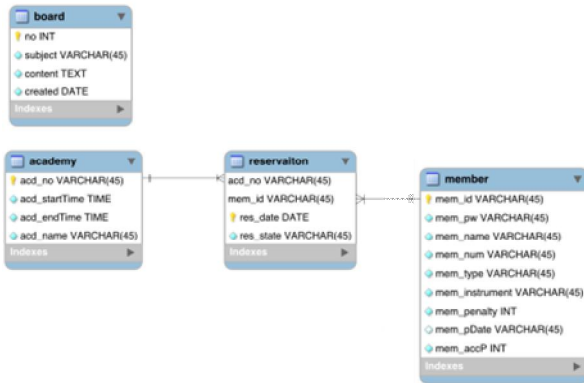 board
no INT
subject VARCHAR(45)
content TEXT
created DATE
Indexes
academy
acd_no VARCHAR(45)
acd_startTime TIME
acd_endTime TIME
acd_name VARCHAR(45)
Indexes
reservaiton
acd_no VARCHAR(45)
mem_id VARCHAR(45)
res_date DATE
res_state VARCHAR(45)
Indexes
member
mem_id VARCHAR(45)
mem_pw VARCHAR(45)
mem_name VARCHAR(45)
mem_num VARCHAR(45)
mem_type VARCHAR(45)
mem_instrument VARCHAR(45)
mem_penalty INT
mem_pDate VARCHAR(45)
mem_accP INT
Indexes